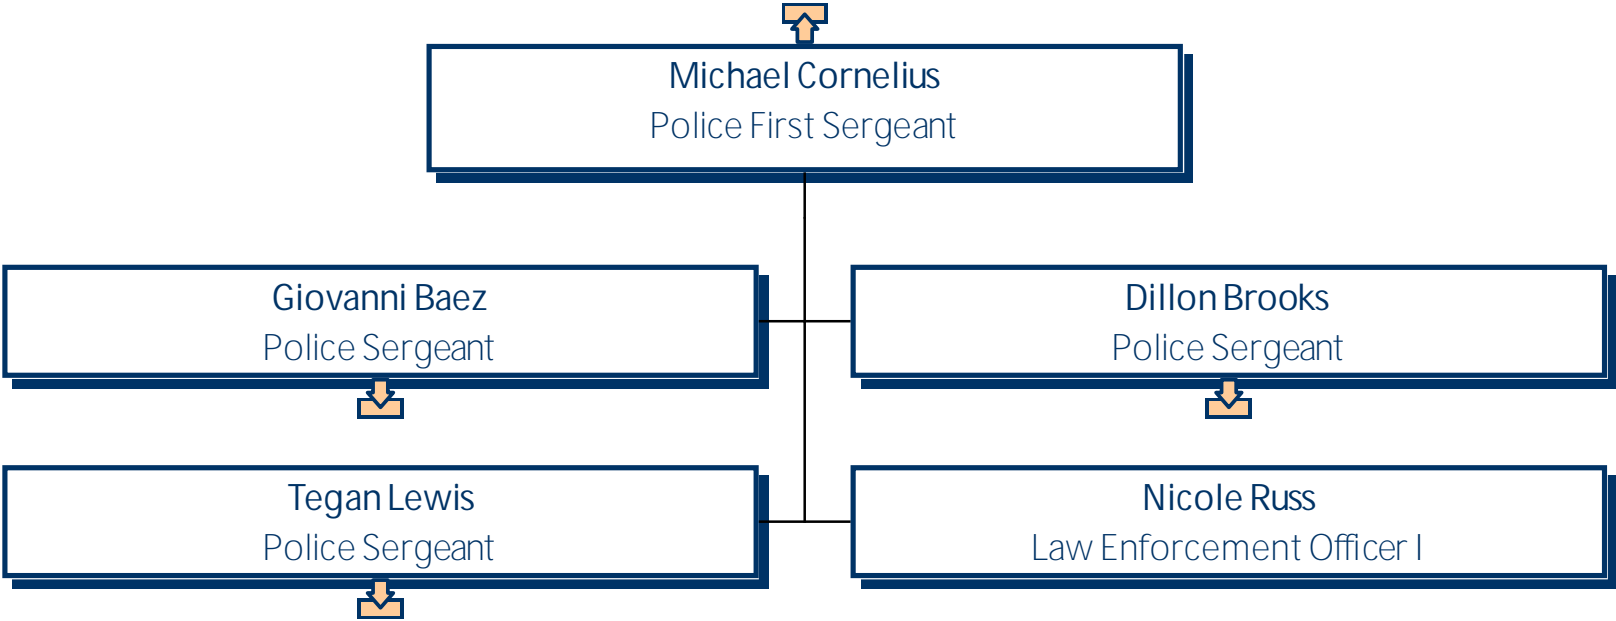 Michael Cornelius
Police First Sergeant
Giovanni Baez
Police Sergeant
Dillon Brooks
Police Sergeant
Tegan Lewis
Police Sergeant
Nicole Russ
Law Enforcement Officer I